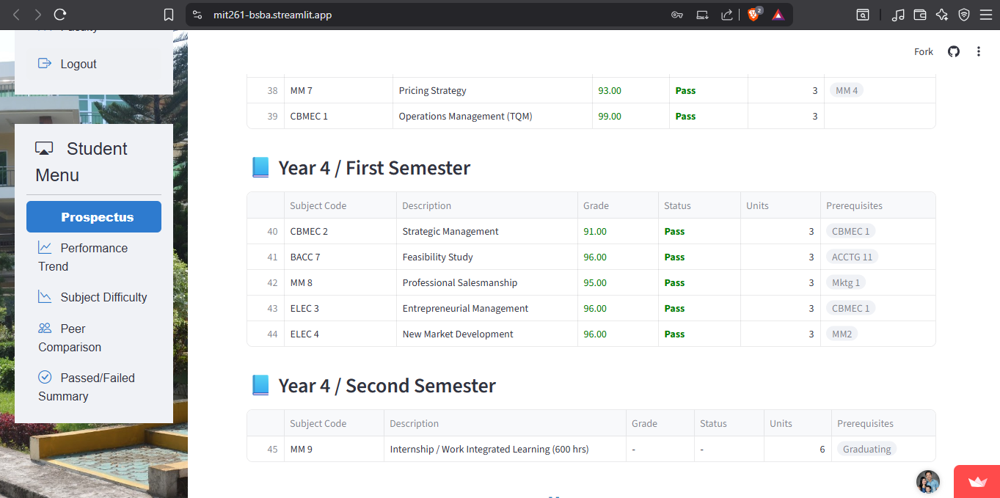 mit261-bsba.streamlit.app
2
Faculty
Logout
Student
Menu
Prospectus
Performance
Trend
Subject Difficulty
Peer
Comparison
Passed/Failed
Summary
Fork
38 MM 7 Pricing Strategy 93.00 Pass 3 MM 4
39 CBMEC 1 Operations Management (TQM) 99.00 Pass 3
Year 4 / First Semester
Subject Code Description Grade Status Units Prerequisites
40 CBMEC 2 Strategic Management 91.00 Pass 3 CBMEC 1
41 BACC 7 Feasibility Study 96.00 Pass 3 ACCTG 11
42 MM 8 Professional Salesmanship 95.00 Pass 3 Mktg 1
43 ELEC 3 Entrepreneurial Management 96.00 Pass 3 CBMEC 1
44 ELEC 4 New Market Development 96.00 Pass 3 MM2
Year 4 / Second Semester
Subject Code Description Grade Status Units Prerequisites
45 MM 9 Internship / Work Integrated Learning (600 hrs) - - 6 Graduating